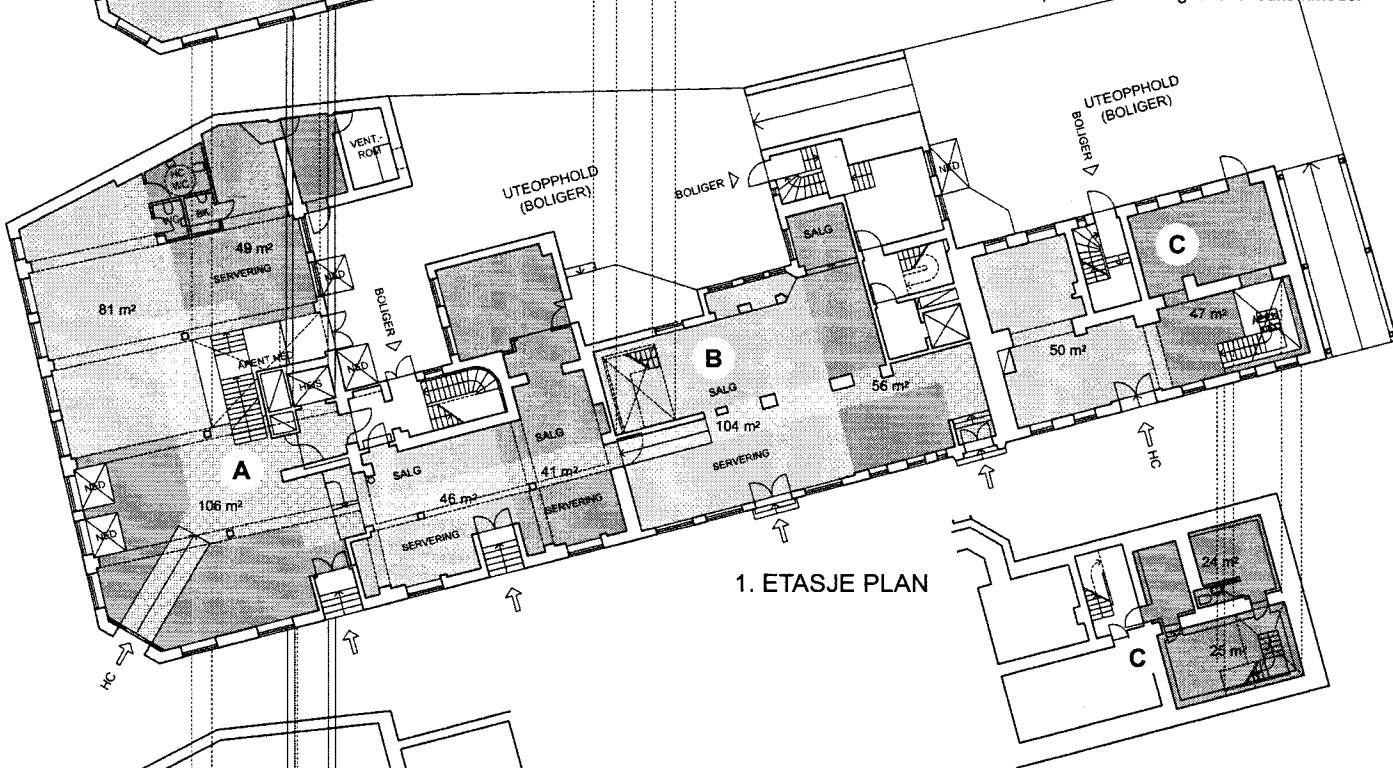 UTEOPPHOLD
(BOLIGER)
BOLIGER
VENT.-
ROM
HC
WC
WC
BK
49 m²
SERVERING
81 m²
NED
BOLIGER
ÅPENT NED
HEIS
NED
UTEOPPHOLD
(BOLIGER)
BOLIGER
NED
SALG
C
47 m²
50 m²
B
SALG
104 m²
SERVERING
56 m²
SALG
41 m²
SERVERING
SALG
46 m²
SERVERING
A
106 m²
NED
NED
HC
HC
1. ETASJE PLAN
24 m²
25 m²
C